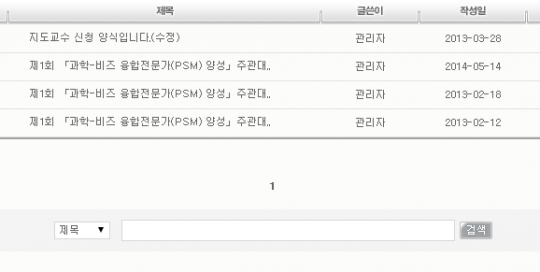 제목 글쓴이 작성일
지도교수 신청 양식입니다.(수정) 관리자 2013-03-28
제1회 「과학-비즈 융합전문가(PSM) 양성」 주관대.. 관리자 2014-05-14
제1회 「과학-비즈 융합전문가(PSM) 양성」 주관대.. 관리자 2013-02-18
제1회 「과학-비즈 융합전문가(PSM) 양성」 주관대.. 관리자 2013-02-12
1
제목 ▼ 검색